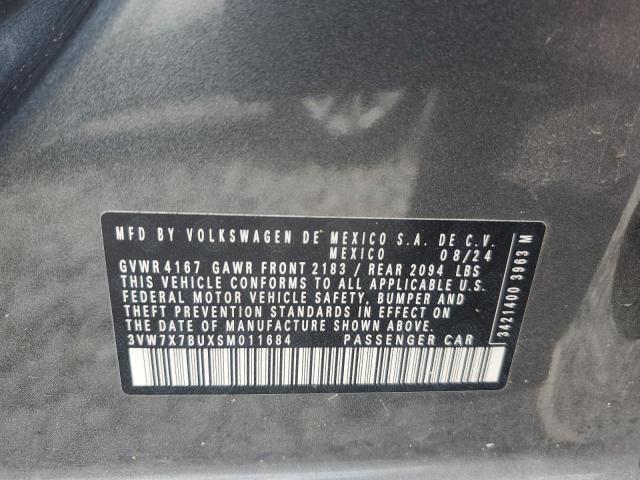 MFD BY VOLKSWAGEN DE MEXICO S.A. DE C.V.
MEXICO 08/24
GVWR 4167 GAWR FRONT 2183 / REAR 2094 LBS
THIS VEHICLE CONFORMS TO ALL APPLICABLE U.S.
FEDERAL MOTOR VEHICLE SAFETY, BUMPER AND
THEFT PREVENTION STANDARDS IN EFFECT ON
THE DATE OF MANUFACTURE SHOWN ABOVE.
3VW7X7BUXSM011684 PASSENGER CAR
3421400 3963 M